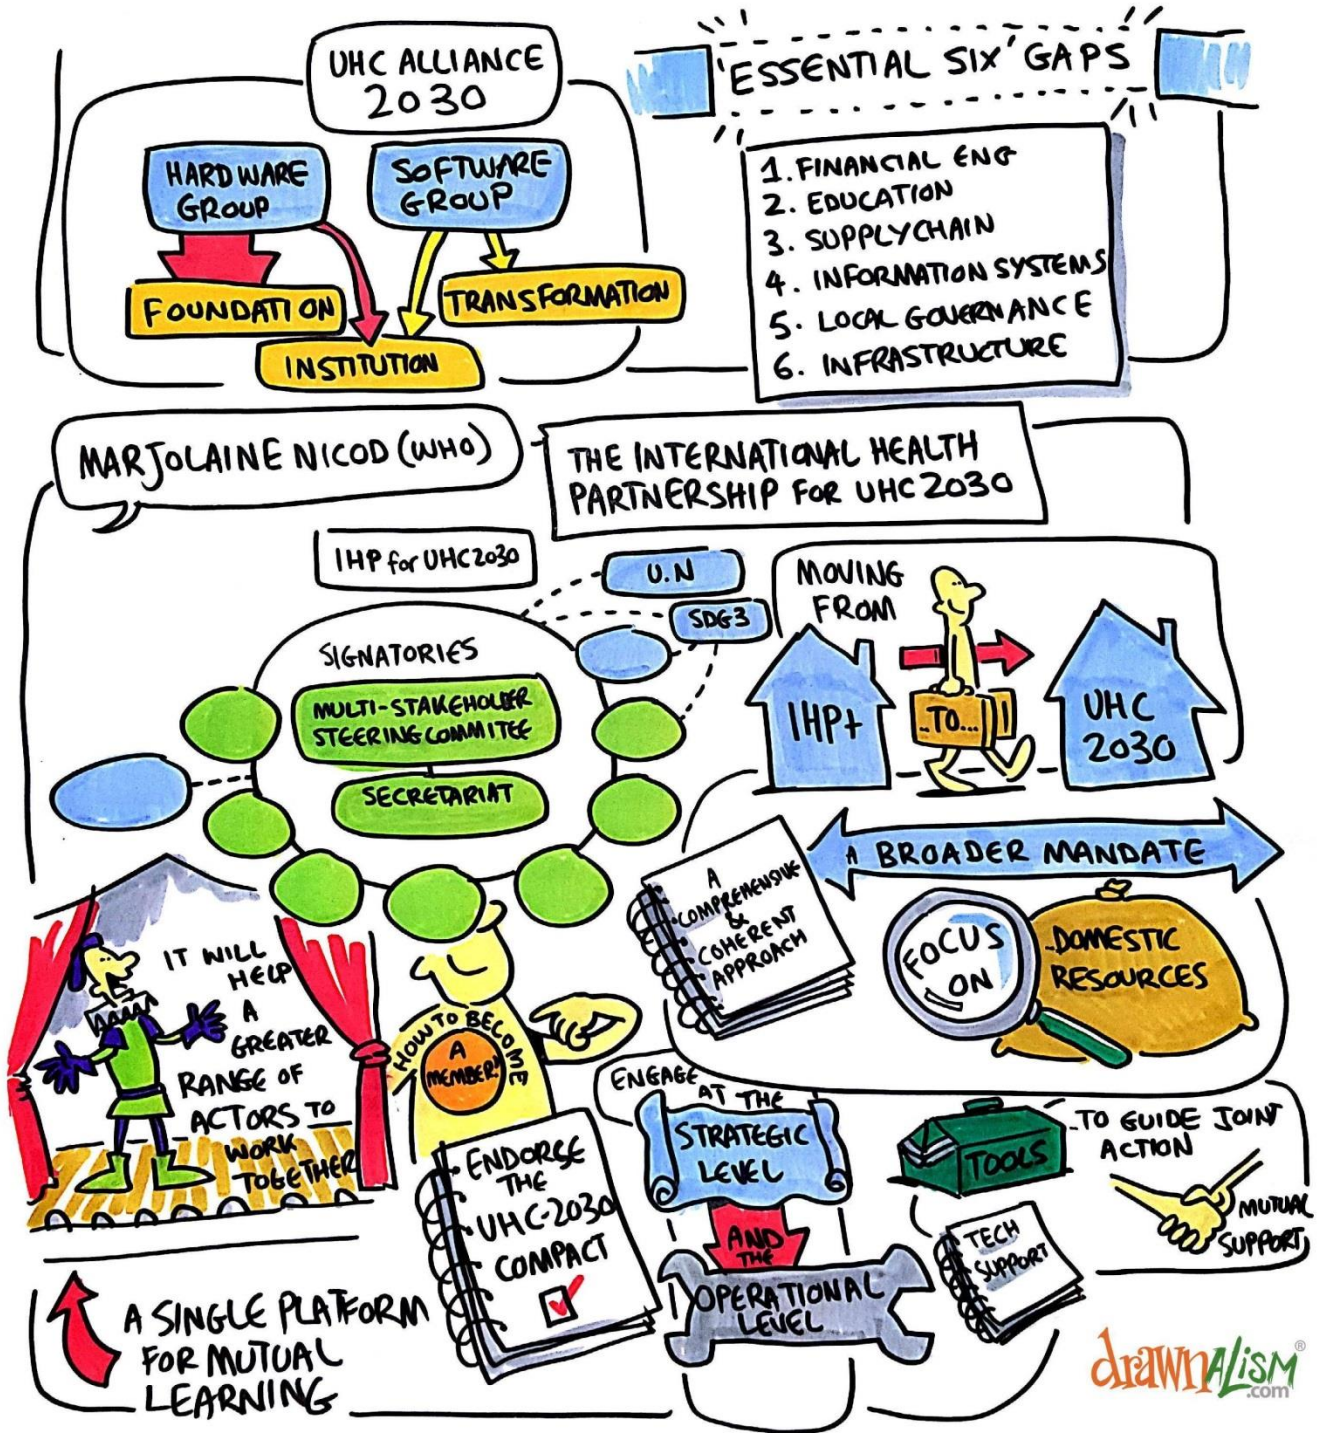 UHC ALLIANCE
2030
HARDWARE
GROUP
SOFTWARE
GROUP
FOUNDATION
TRANSFORMATION
INSTITUTION
'ESSENTIAL SIX' GAPS
1. FINANCIAL ENG
2. EDUCATION
3. SUPPLYCHAIN
4. INFORMATION SYSTEMS
5. LOCAL GOVERNANCE
6. INFRASTRUCTURE
MARJOLAINE NICOD (WHO)
THE INTERNATIONAL HEALTH
PARTNERSHIP FOR UHC 2030
IHP for UHC2030
U.N
SDG3
SIGNATORIES
MULTI-STAKEHOLDER
STEERING COMMITEE
SECRETARIAT
MOVING
FROM
IHP+
..TO...
UHC
2030
A BROADER MANDATE
A
COMPREHENSIVE
&
COHERENT
APPROACH
FOCUS
ON
..DOMESTIC
RESOURCES
IT WILL
HELP
A
GREATER
RANGE OF
ACTORS TO
WORK
TOGETHER
HOW TO BECOME
A
MEMBER!
ENDORSE
THE
UHC-2030
COMPACT
ENGAGE
AT THE
STRATEGIC
LEVEL
AND
THE
OPERATIONAL
LEVEL
TOOLS
..TO GUIDE JOINT
ACTION
MUTUAL
SUPPORT
TECH
SUPPORT
A SINGLE PLATFORM
FOR MUTUAL
LEARNING
drawnALISM®
.com